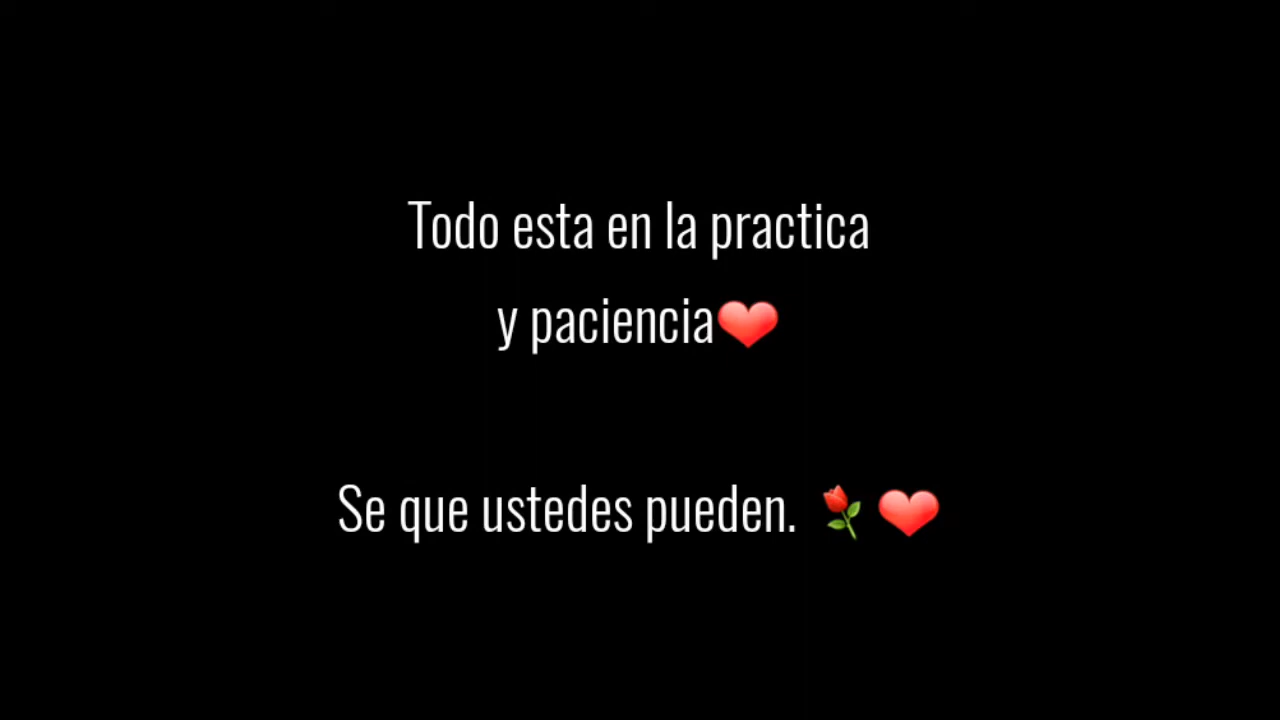 Todo esta en la practica
y paciencia❤️
Se que ustedes pueden. 🌹❤️